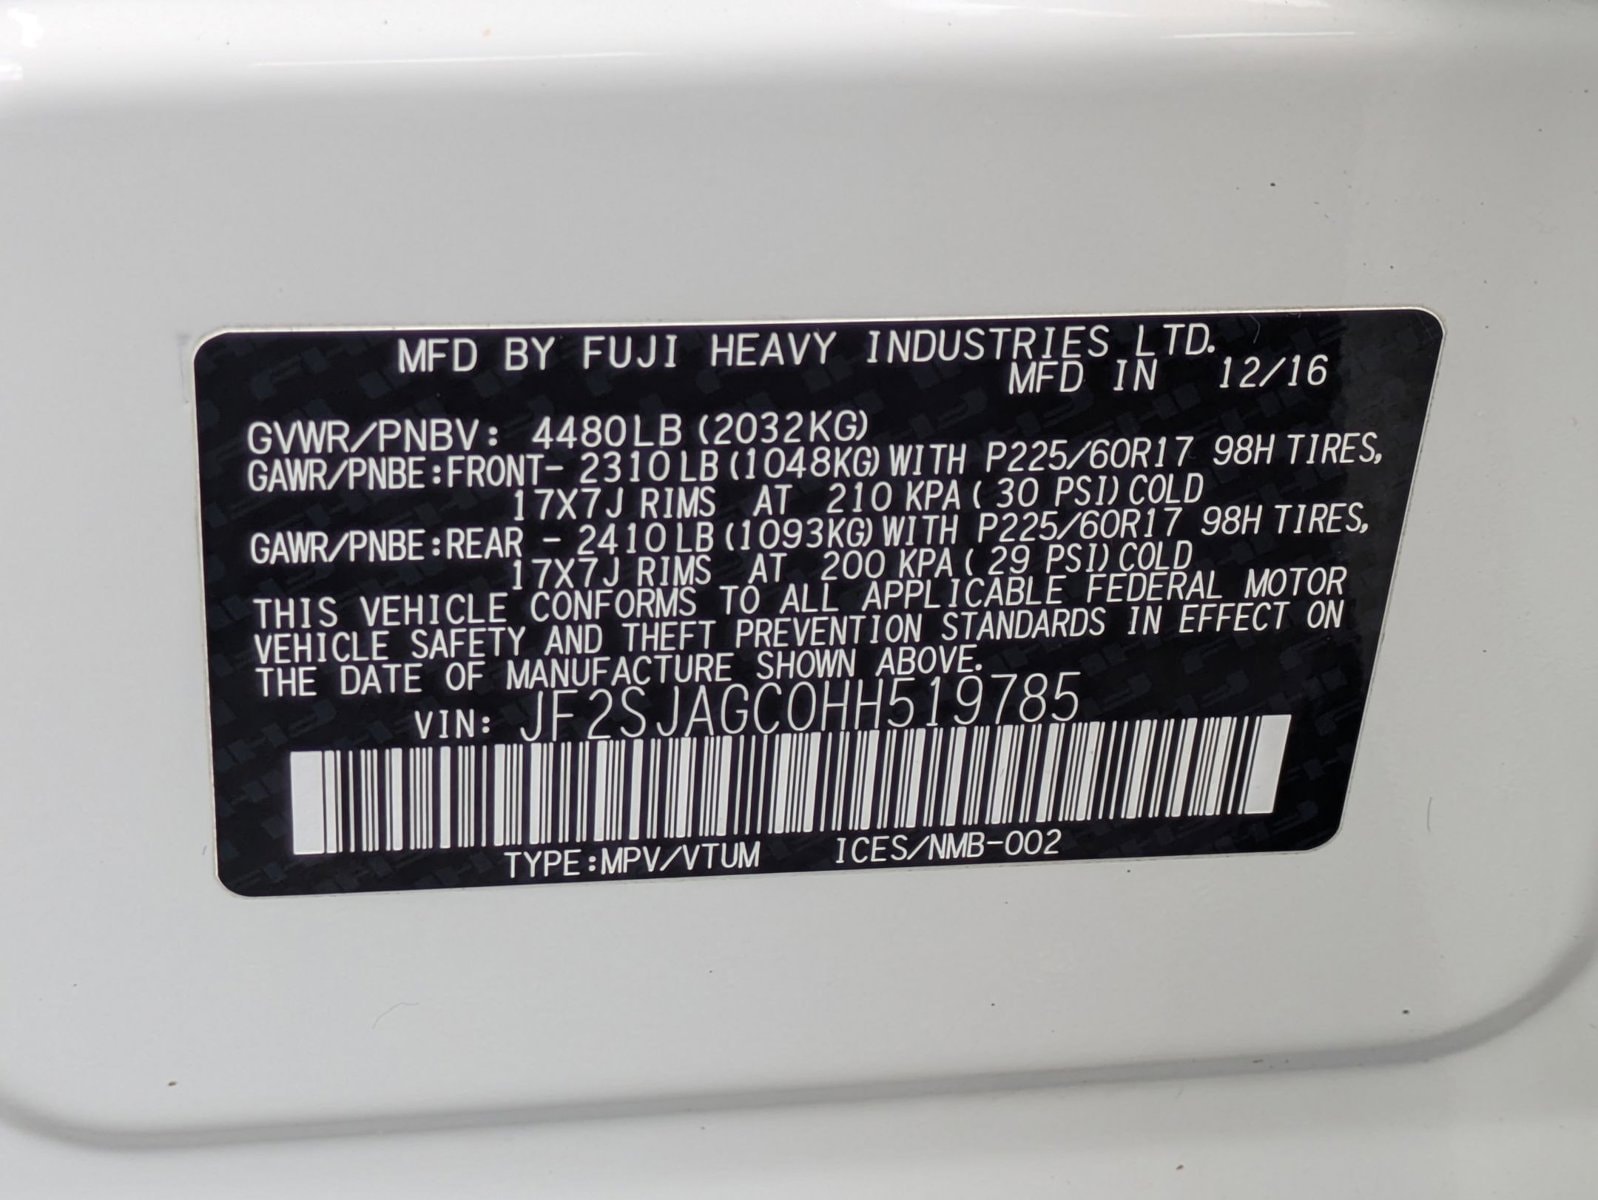 MFD BY FUJI HEAVY INDUSTRIES LTD.
MFD IN 12/16
GVWR/PNBV: 4480LB (2032KG)
GAWR/PNBE:FRONT- 2310LB (1048KG) WITH P225/60R17 98H TIRES,
17X7J RIMS AT 210 KPA ( 30 PSI) COLD
GAWR/PNBE:REAR - 2410LB (1093KG) WITH P225/60R17 98H TIRES,
17X7J RIMS AT 200 KPA ( 29 PSI) COLD
THIS VEHICLE CONFORMS TO ALL APPLICABLE FEDERAL MOTOR
VEHICLE SAFETY AND THEFT PREVENTION STANDARDS IN EFFECT ON
THE DATE OF MANUFACTURE SHOWN ABOVE.
VIN: JF2SJAGC0HH519785
TYPE:MPV/VTUM ICES/NMB-002